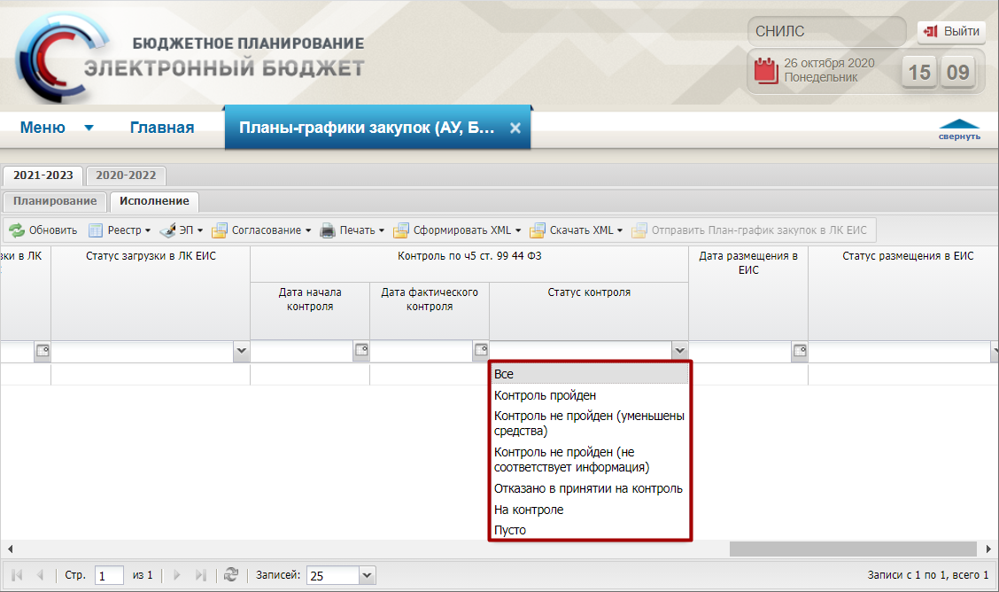 БЮДЖЕТНОЕ ПЛАНИРОВАНИЕ
ЭЛЕКТРОННЫЙ БЮДЖЕТ
СНИЛС
Выйти
26 октября 2020
Понедельник
15 09
Меню
Главная
Планы-графики закупок (АУ, Б...
свернуть
2021-2023
2020-2022
Планирование
Исполнение
Обновить
Реестр
ЭП
Согласование
Печать
Сформировать XML
Скачать XML
Отправить План-график закупок в ЛК ЕИС
в ЛК
Статус загрузки в ЛК ЕИС
Контроль по ч5 ст. 99 44 ФЗ
Дата начала
контроля
Дата фактического
контроля
Статус контроля
Дата размещения в
ЕИС
Статус размещения в ЕИС
Все
Контроль пройден
Контроль не пройден (уменьшены
средства)
Контроль не пройден (не
соответствует информация)
Отказано в принятии на контроль
На контроле
Пусто
Стр. 1 из 1
Записей: 25
Записи с 1 по 1, всего 1